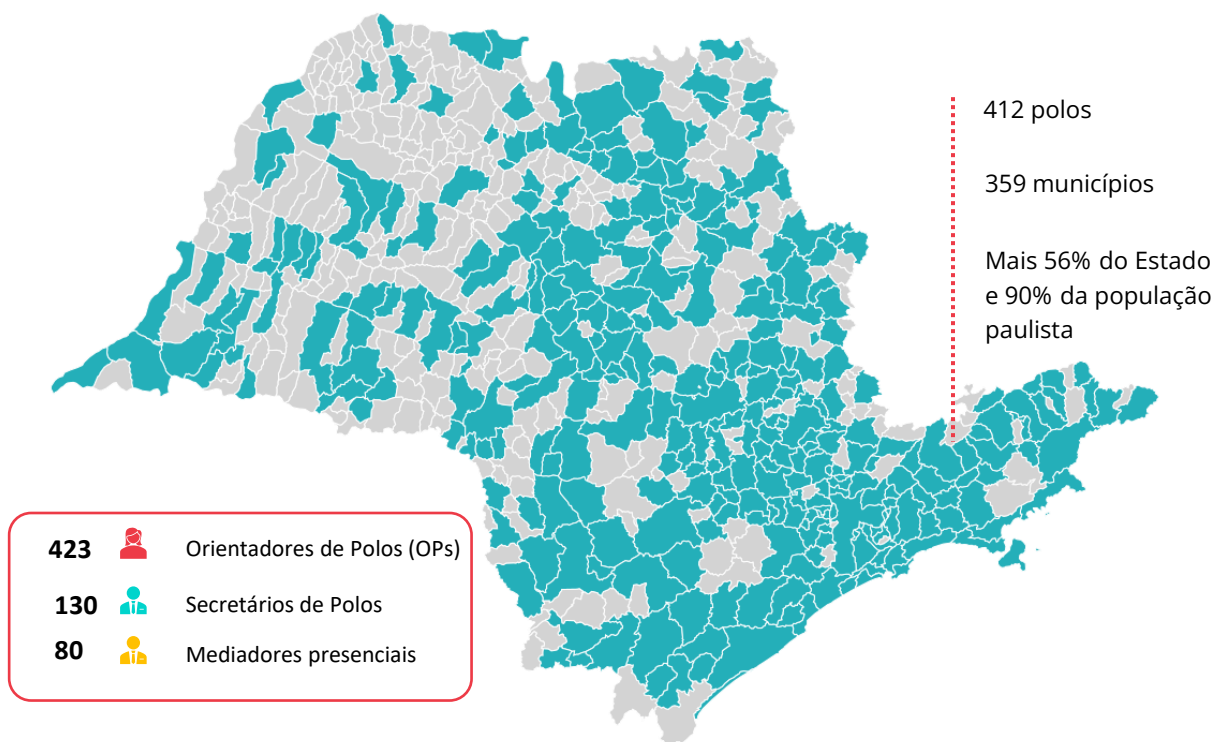 412 polos
359 municípios
Mais 56% do Estado
e 90% da população
paulista
423 Orientadores de Polos (OPs)
130 Secretários de Polos
80 Mediadores presenciais